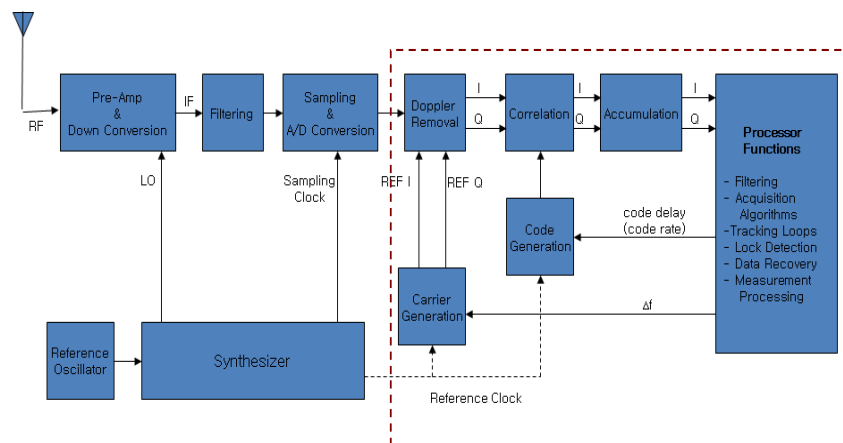 RF
Pre-Amp
&
Down Conversion
IF
Filtering
Sampling
&
A/D Conversion
Doppler
Removal
I
Q
Correlation
I
Q
Accumulation
I
Q
Processor
Functions
- Filtering
- Acquisition
Algorithms
-Tracking Loops
- Lock Detection
- Data Recovery
- Measurement
Processing
LO
Sampling
Clock
REF I
REF Q
Code
Generation
code delay
(code rate)
Carrier
Generation
Δf
Reference
Oscillator
Synthesizer
Reference Clock